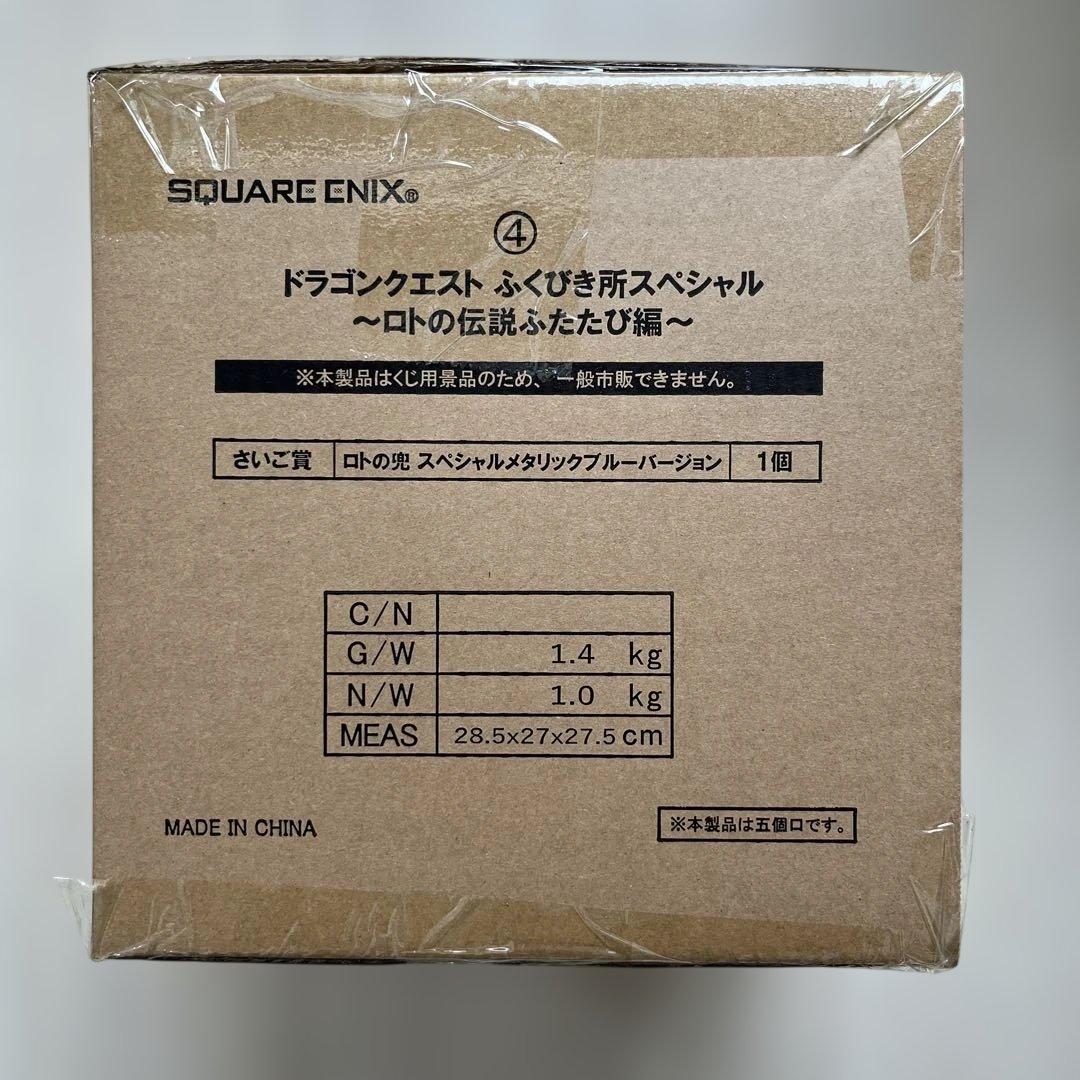 SQUARE ENIX®
④
ドラゴンクエスト ふくびき所スペシャル
～ロトの伝説ふたたび編～
※本製品はくじ用景品のため、一般市販できません。
さいご賞 ロトの兜 スペシャルメタリックブルーバージョン 1個
C/N
G/W 1.4 kg
N/W 1.0 kg
MEAS 28.5x27x27.5cm
MADE IN CHINA
※本製品は五個口です。